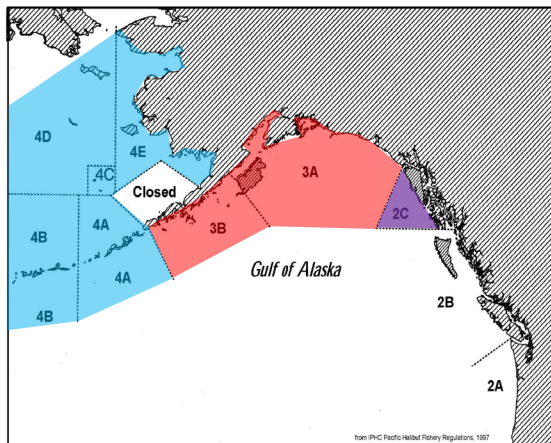 4D
4E
4C
Closed
3A
4B
4A
3B
2C
4A
Gulf of Alaska
4B
2B
2A
from IPHC Pacific Halibut Fishery Regulations, 1997